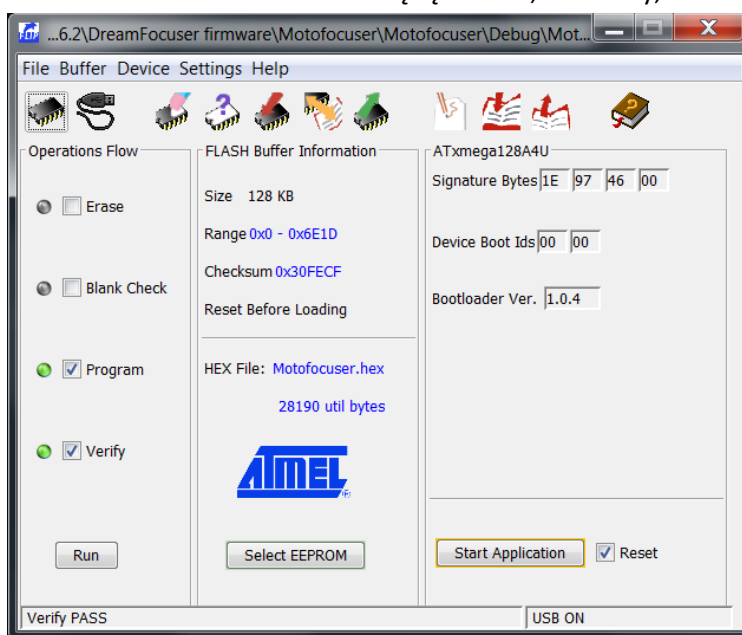 ...6.2\DreamFocuser firmware\Motofocuser\Motofocuser\Debug\Mot...
File Buffer Device Settings Help
Operations Flow
Erase
Blank Check
Program
Verify
Run
FLASH Buffer Information
Size 128 KB
Range 0x0 - 0x6E1D
Checksum 0x30FECF
Reset Before Loading
HEX File: Motofocuser.hex
28190 util bytes
ATMEL
Select EEPROM
ATxmega128A4U
Signature Bytes 1E 97 46 00
Device Boot Ids 00 00
Bootloader Ver. 1.0.4
Start Application Reset
Verify PASS USB ON